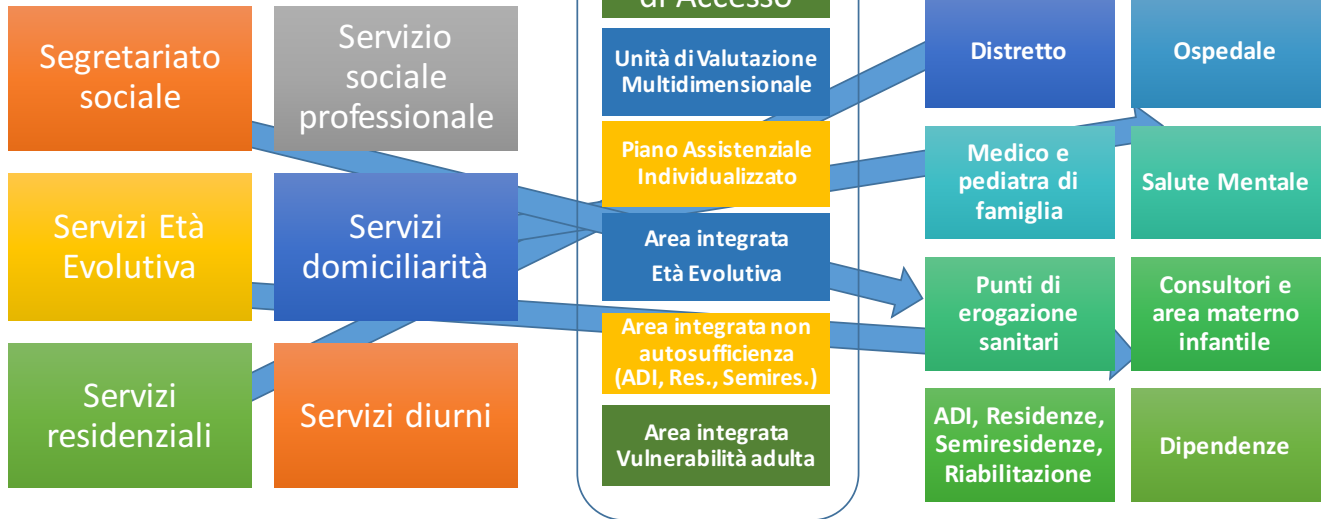 Segretariato
sociale
Servizio
sociale
professionale
Servizi Età
Evolutiva
Servizi
domiciliarità
Servizi
residenziali
Servizi diurni
di Accesso
Unità di Valutazione
Multidimensionale
Piano Assistenziale
Individualizzato
Area integrata
Età Evolutiva
Area integrata non
autosufficienza
(ADI, Res., Semires.)
Area integrata
Vulnerabilità adulta
Distretto
Ospedale
Medico e
pediatra di
famiglia
Salute Mentale
Punti di
erogazione
sanitari
Consultori e
area materno
infantile
ADI, Residenze,
Semiresidenze,
Riabilitazione
Dipendenze